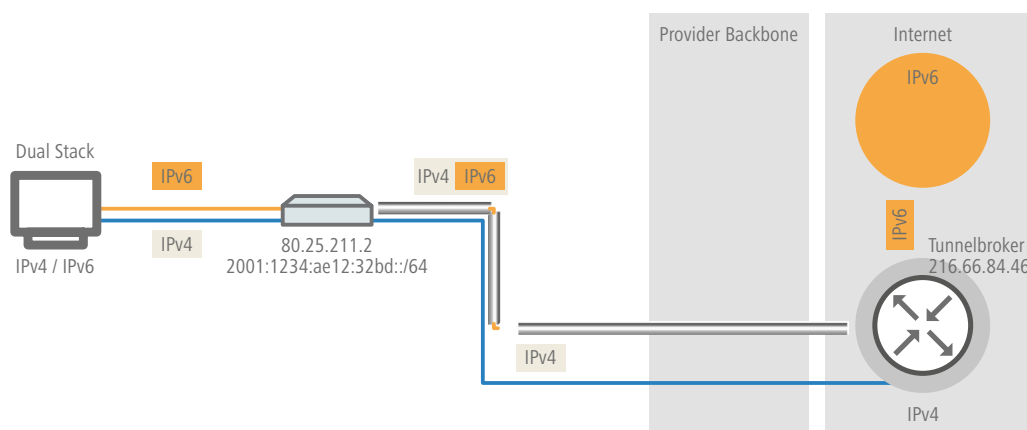 Provider Backbone
Internet
IPv6
Dual Stack
IPv6
IPv4 IPv6
IPv4
IPv6
80.25.211.2
2001:1234:ae12:32bd::/64
IPv4 / IPv6
Tunnelbroker
216.66.84.46
IPv4
IPv4